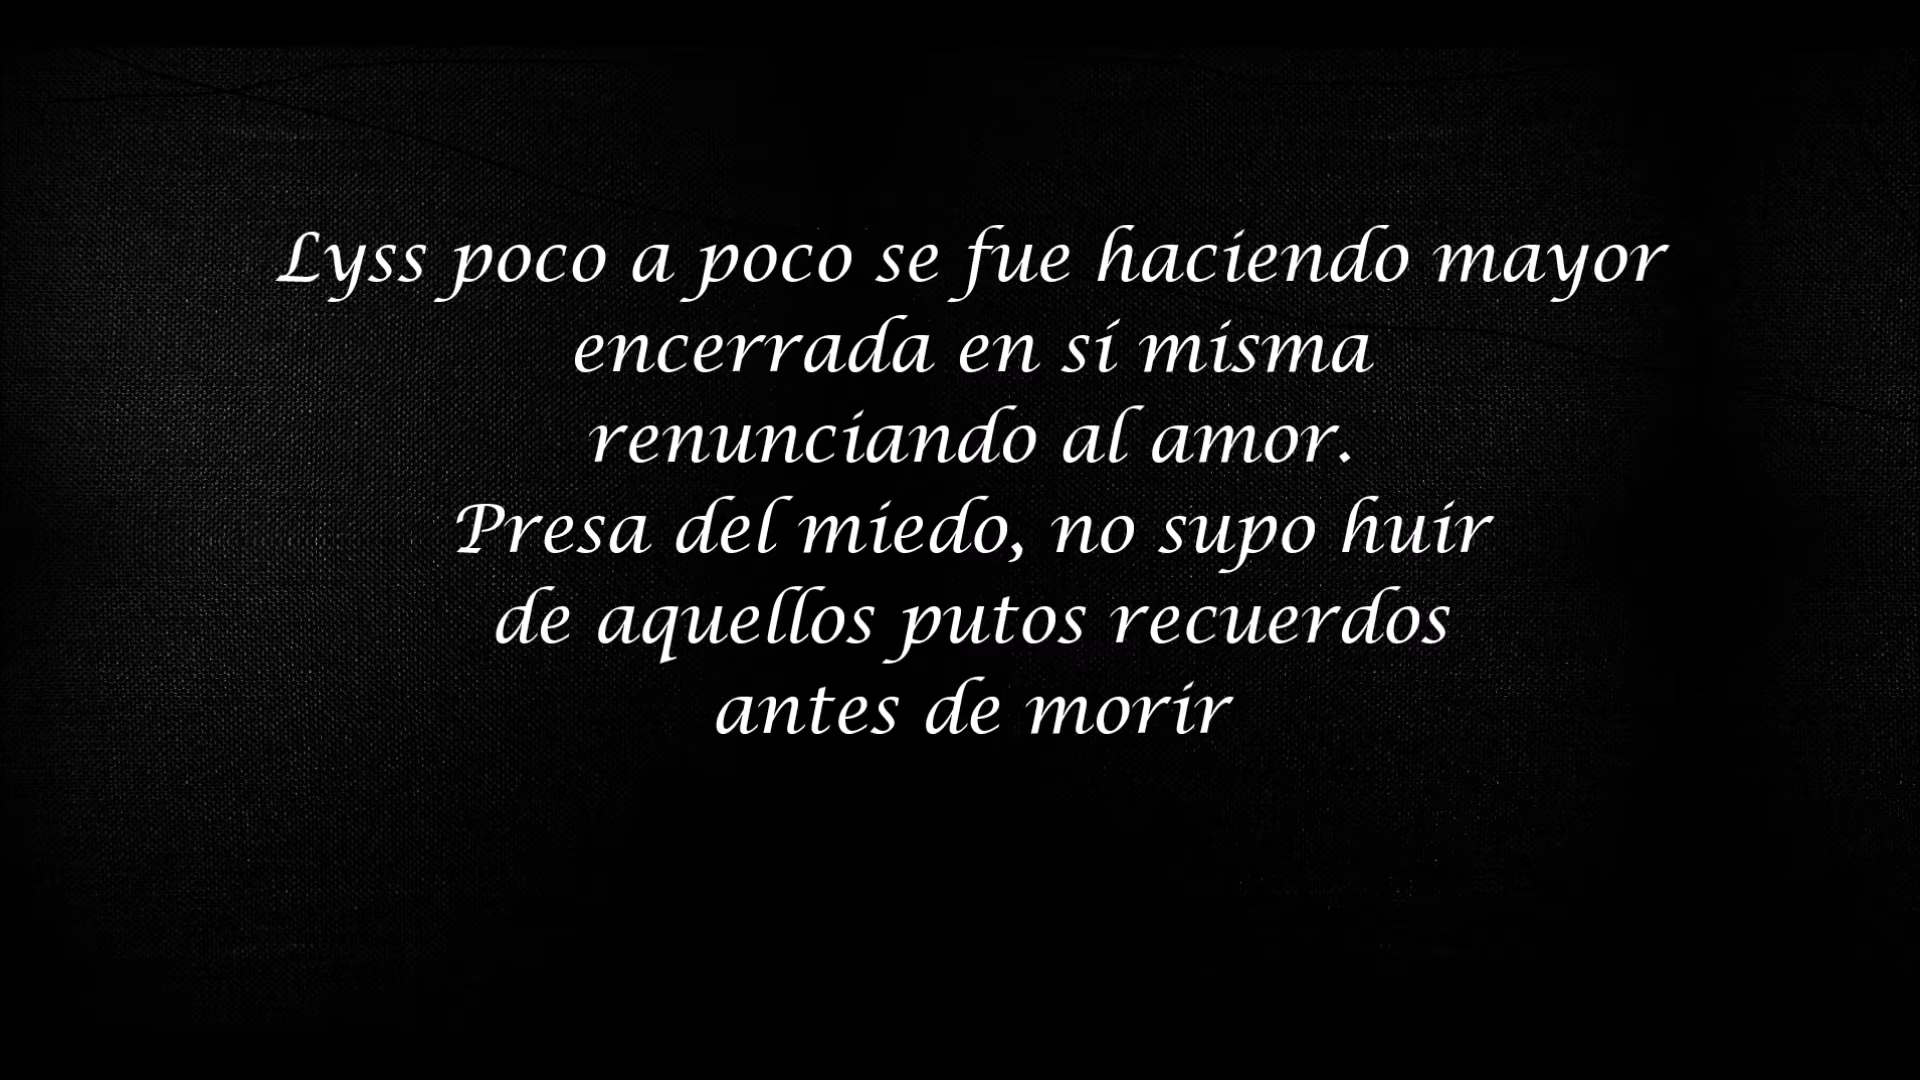 Lyss poco a poco se fue haciendo mayor
encerrada en sí misma
renunciando al amor.
Presa del miedo, no supo huir
de aquellos putos recuerdos
antes de morir